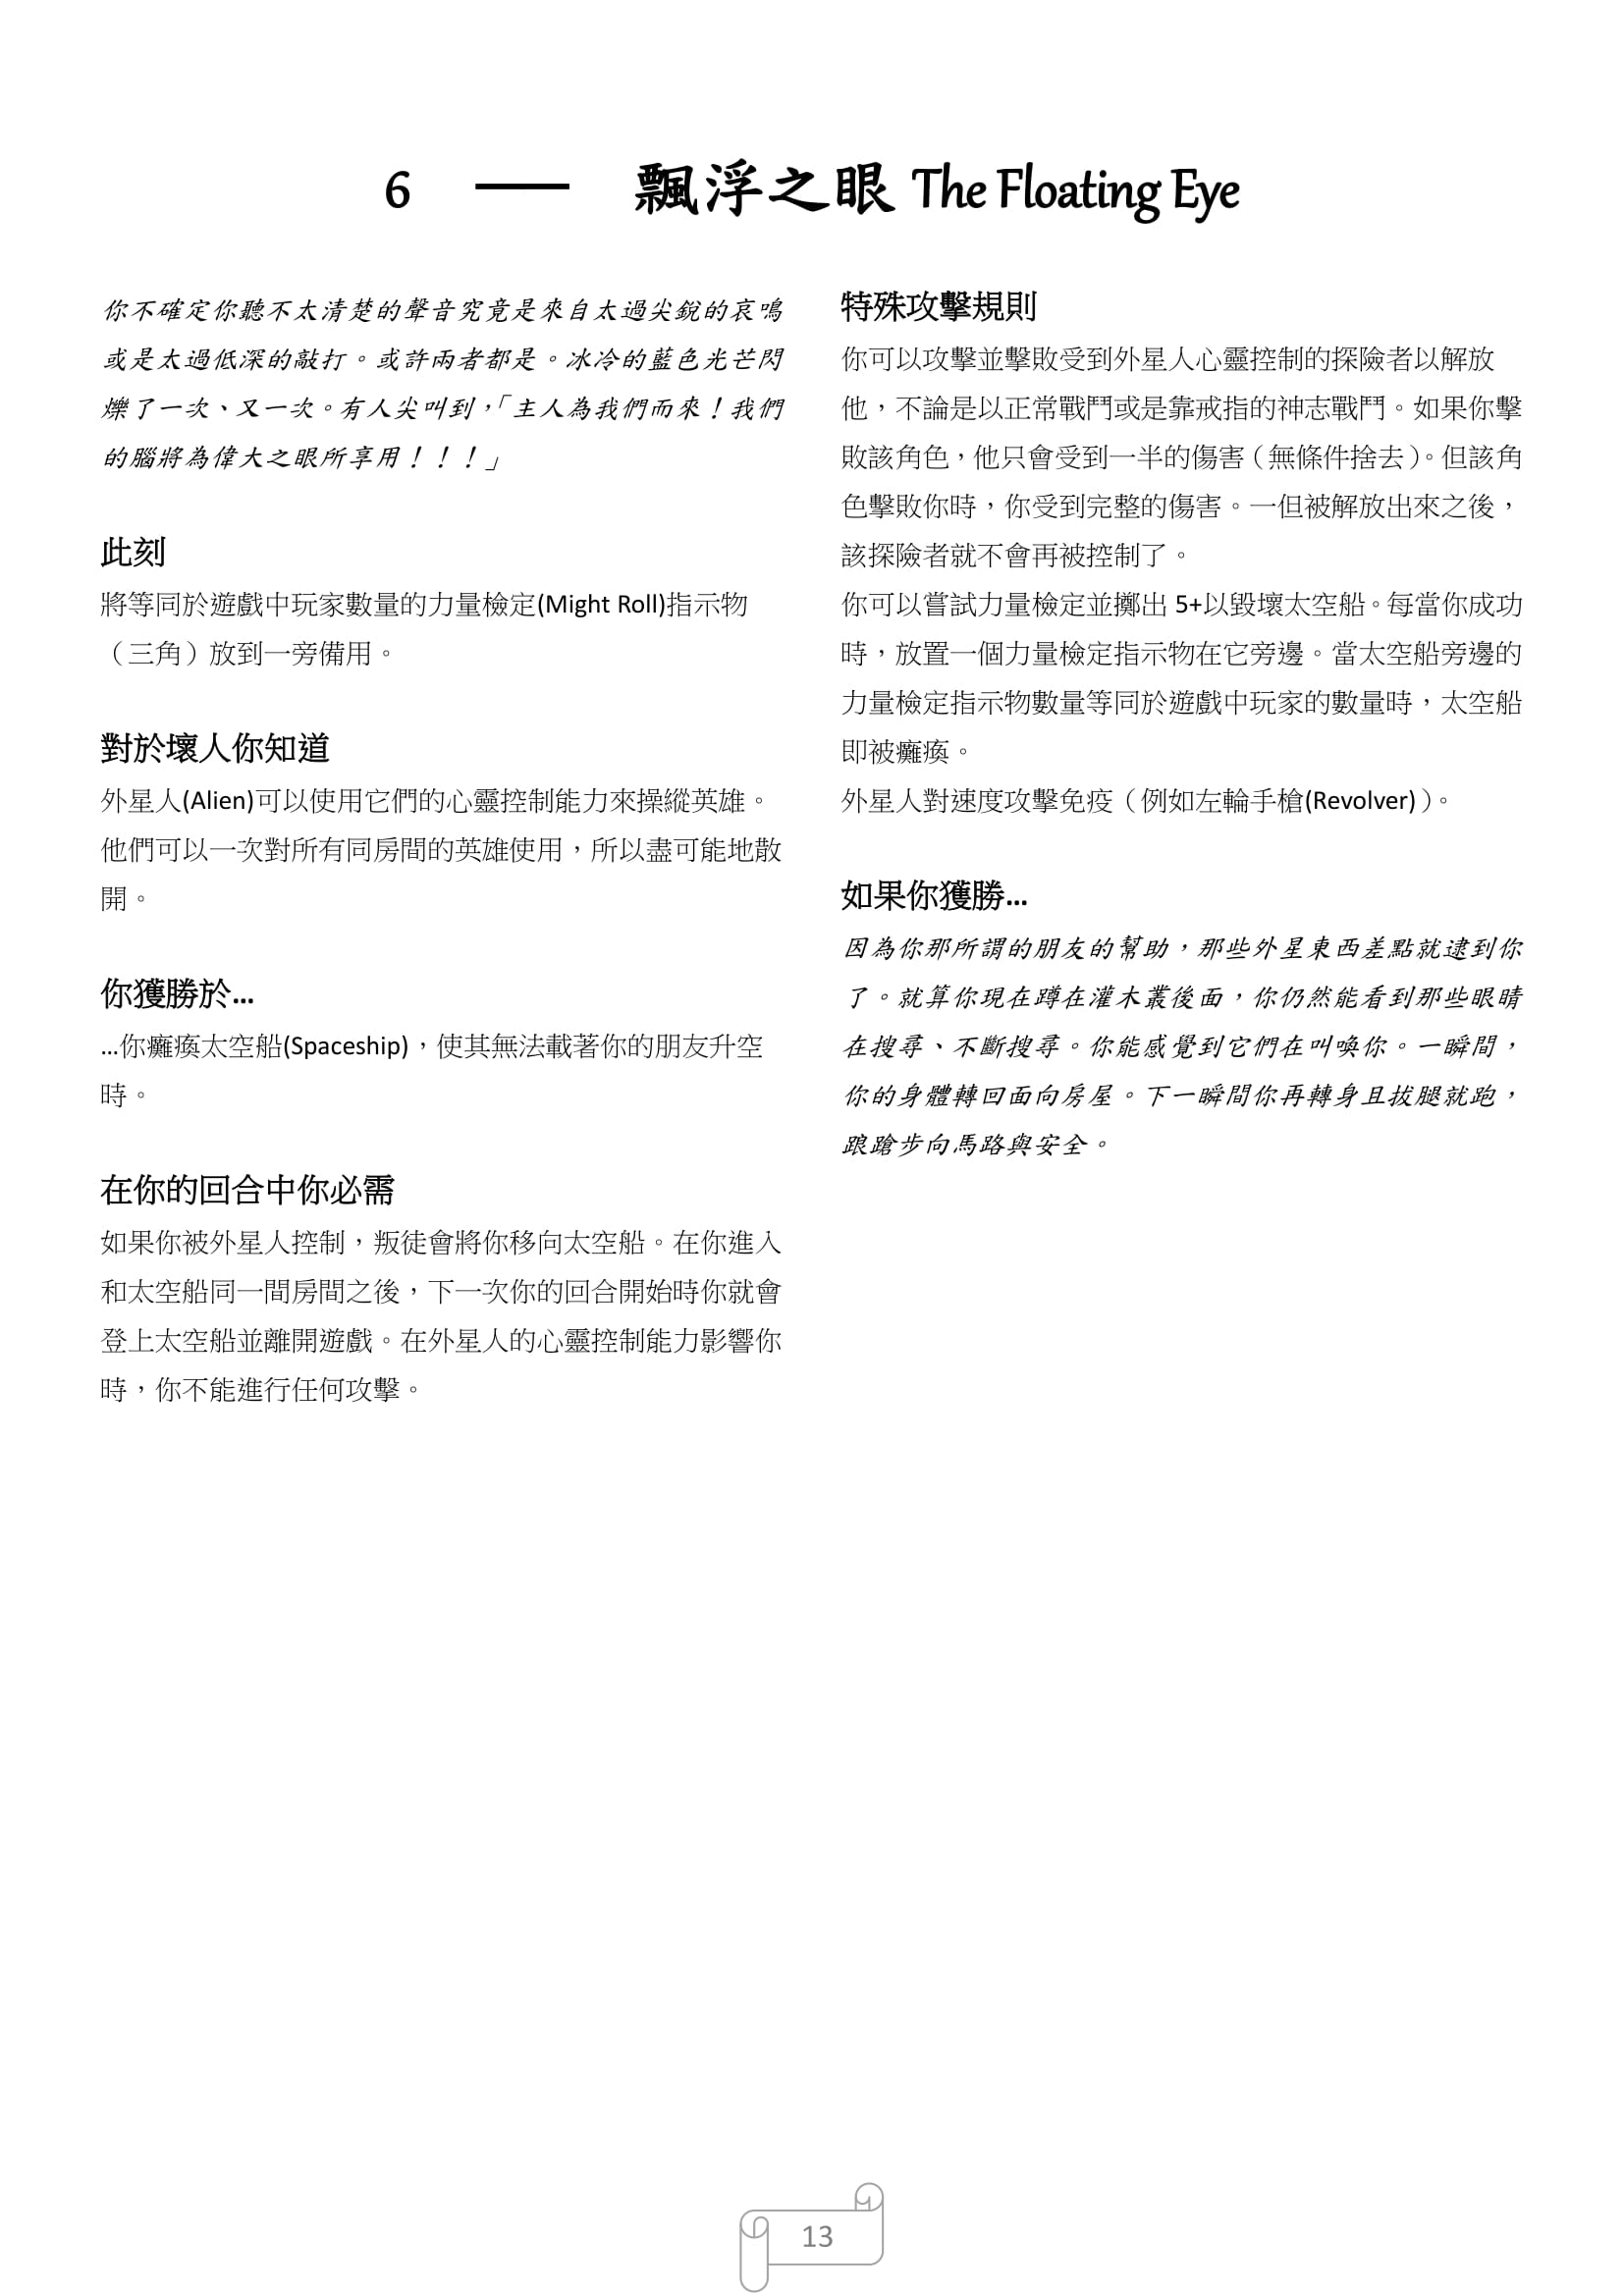 6 — 飄浮之眼 The Floating Eye
你不確定你聽不太清楚的聲音究竟是來自太過尖銳的哀鳴
或是太過低深的敲打。或許兩者都是。冰冷的藍色光芒閃
爍了一次、又一次。有人尖叫到，「主人為我們而來！我們
的腦將為偉大之眼所享用！！！」
此刻
將等同於遊戲中玩家數量的力量檢定(Might Roll)指示物
（三角）放到一旁備用。
對於壞人你知道
外星人(Alien)可以使用它們的心靈控制能力來操縱英雄。
他們可以一次對所有同房間的英雄使用，所以盡可能地散
開。
你獲勝於…
…你癱瘓太空船(Spaceship)，使其無法載著你的朋友升空
時。
在你的回合中你必需
如果你被外星人控制，叛徒會將你移向太空船。在你進入
和太空船同一間房間之後，下一次你的回合開始時你就會
登上太空船並離開遊戲。在外星人的心靈控制能力影響你
時，你不能進行任何攻擊。
特殊攻擊規則
你可以攻擊並擊敗受到外星人心靈控制的探險者以解放
他，不論是以正常戰鬥或是靠戒指的神志戰鬥。如果你擊
敗該角色，他只會受到一半的傷害（無條件捨去）。但該角
色擊敗你時，你受到完整的傷害。一但被解放出來之後，
該探險者就不會再被控制了。
你可以嘗試力量檢定並擲出 5+以毀壞太空船。每當你成功
時，放置一個力量檢定指示物在它旁邊。當太空船旁邊的
力量檢定指示物數量等同於遊戲中玩家的數量時，太空船
即被癱瘓。
外星人對速度攻擊免疫（例如左輪手槍(Revolver)）。
如果你獲勝…
因為你那所謂的朋友的幫助，那些外星東西差點就逮到你
了。就算你現在蹲在灌木叢後面，你仍然能看到那些眼睛
在搜尋、不斷搜尋。你能感覺到它們在叫喚你。一瞬間，
你的身體轉回面向房屋。下一瞬間你再轉身且拔腿就跑，
踉蹌步向馬路與安全。
13